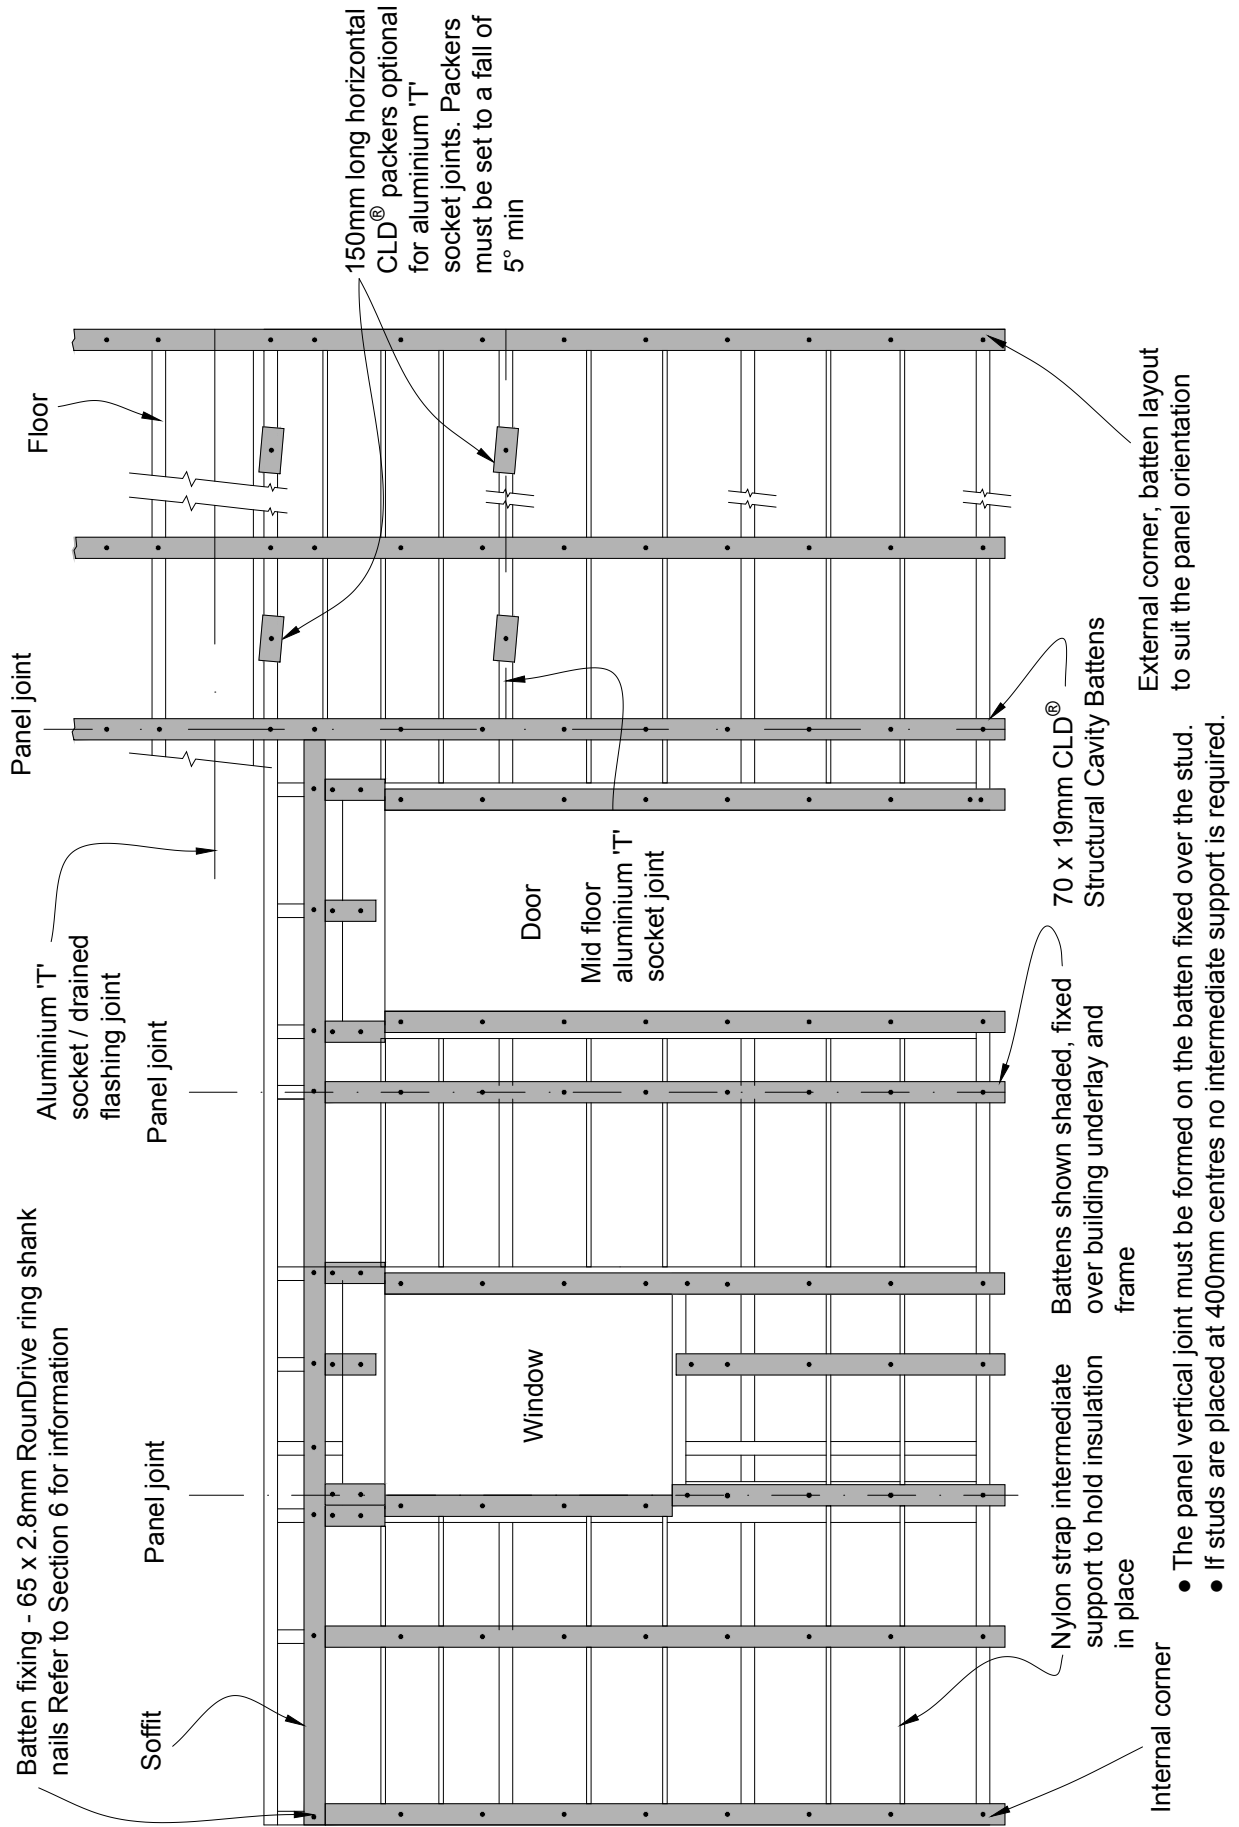 Batten fixing - 65 x 2.8mm RounDrive ring shank
nails Refer to Section 6 for information
Soffit
Panel joint
Panel joint
Aluminium 'T'
socket / drained
flashing joint
Panel joint
Floor
150mm long horizontal
CLD® packers optional
for aluminium 'T'
socket joints. Packers
must be set to a fall of
5° min
Window
Door
Mid floor
aluminium 'T'
socket joint
Internal corner
Nylon strap intermediate
support to hold insulation
in place
Battens shown shaded, fixed
over building underlay and
frame
70 x 19mm CLD®
Structural Cavity Battens
External corner, batten layout
to suit the panel orientation
● The panel vertical joint must be formed on the batten fixed over the stud.
● If studs are placed at 400mm centres no intermediate support is required.